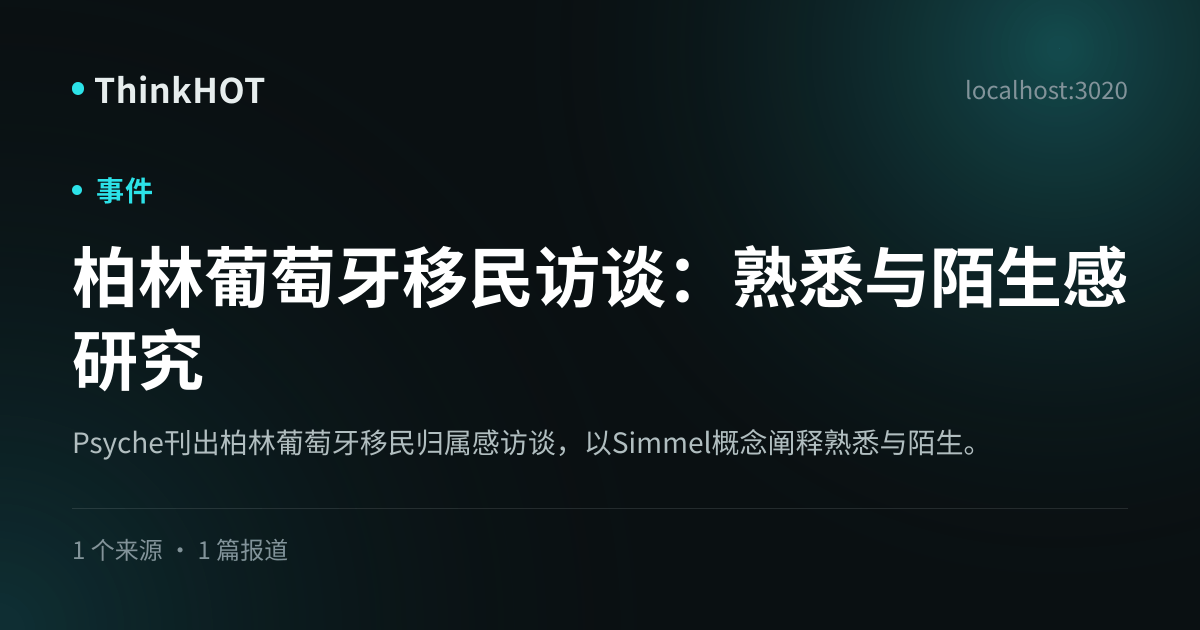 ThinkHOT
localhost:3020
事件
柏林葡萄牙移民访谈：熟悉与陌生感
研究
Psyche刊出柏林葡萄牙移民归属感访谈，以Simmel概念阐释熟悉与陌生。
1 个来源 · 1 篇报道